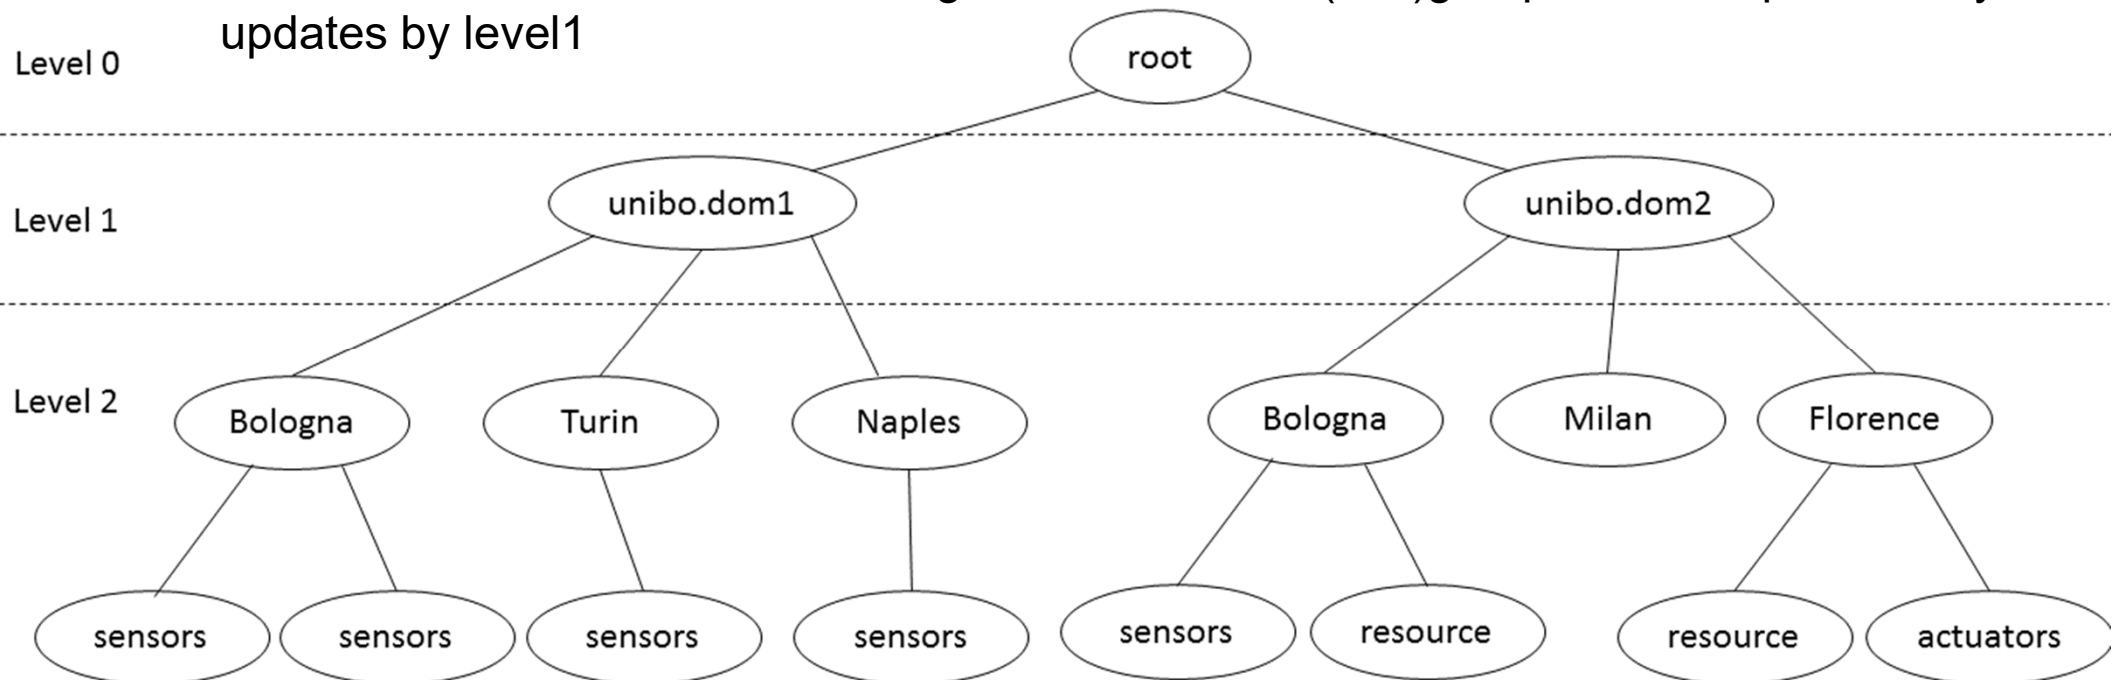 updates by level1
Level 0
root
Level 1
unibo.dom1 unibo.dom2
Level 2
Bologna Turin Naples Bologna Milan Florence
sensors sensors sensors sensors sensors resource resource actuators